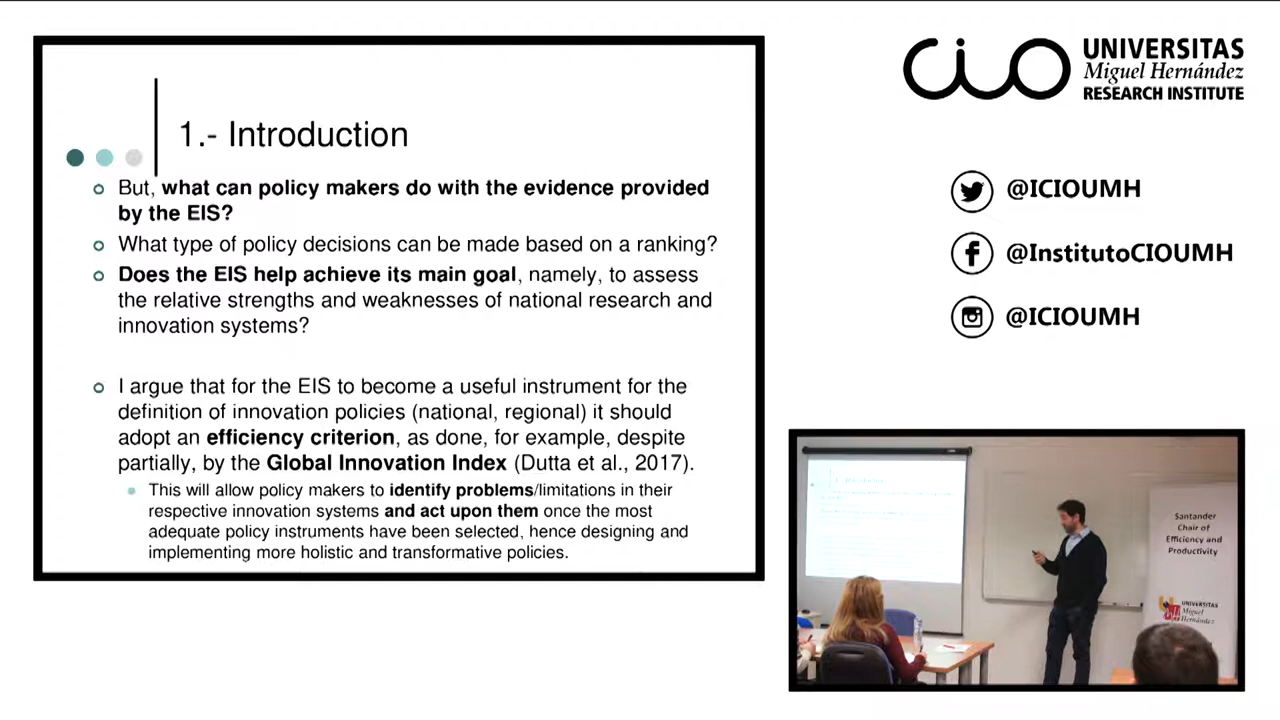 1.- Introduction
But, what can policy makers do with the evidence provided
by the EIS?
What type of policy decisions can be made based on a ranking?
Does the EIS help achieve its main goal, namely, to assess
the relative strengths and weaknesses of national research and
innovation systems?
I argue that for the EIS to become a useful instrument for the
definition of innovation policies (national, regional) it should
adopt an efficiency criterion, as done, for example, despite
partially, by the Global Innovation Index (Dutta et al., 2017).
This will allow policy makers to identify problems/limitations in their
respective innovation systems and act upon them once the most
adequate policy instruments have been selected, hence designing and
implementing more holistic and transformative policies.
cio
UNIVERSITAS
Miguel Hernández
RESEARCH INSTITUTE
@ICIOUMH
@InstitutoCIOUMH
@ICIOUMH
Santander
Chair of
Efficiency and
Productivity
UNIVERSITAS
Miguel
Hernández